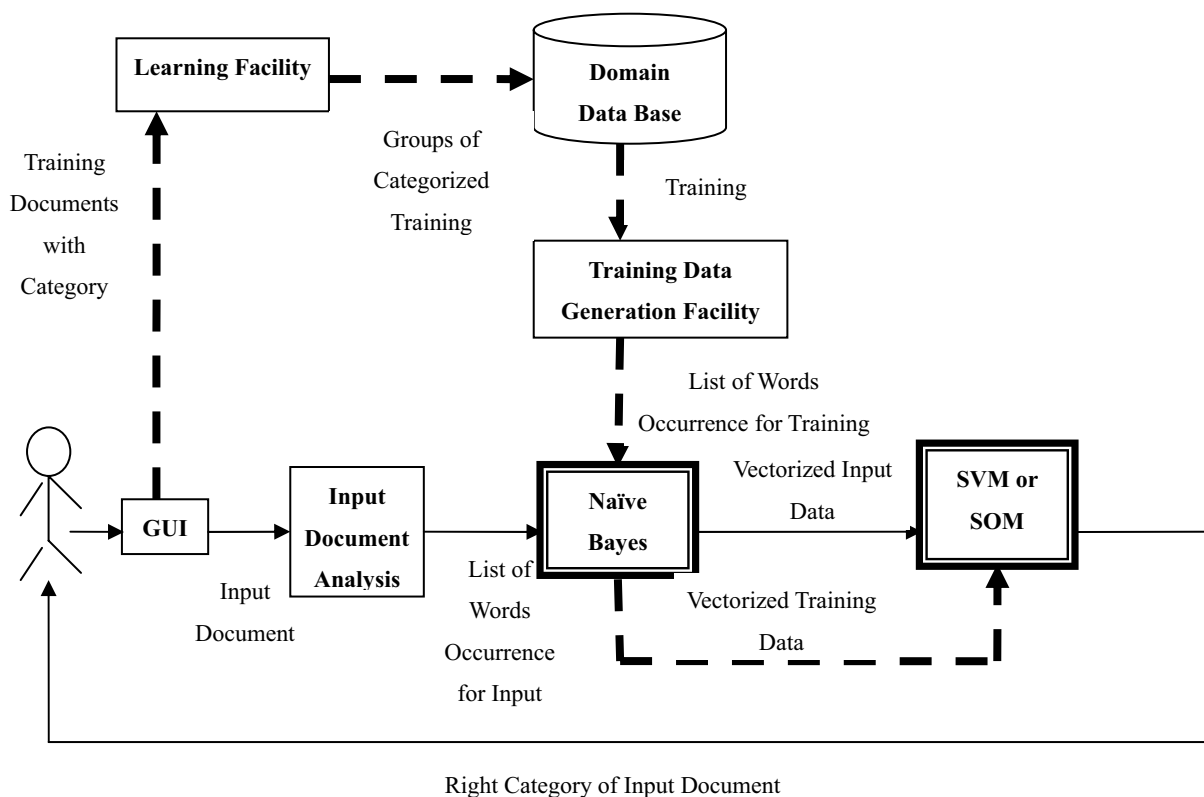 Learning Facility
Domain
Data Base
Groups of
Categorized
Training
Training
Documents
with
Category
Training
Training Data
Generation Facility
List of Words
Occurrence for Training
GUI
Input
Document
Analysis
Input
Document
List of
Words
Occurrence
for Input
Naïve
Bayes
Vectorized Input
Data
Vectorized Training
Data
SVM or
SOM
Right Category of Input Document